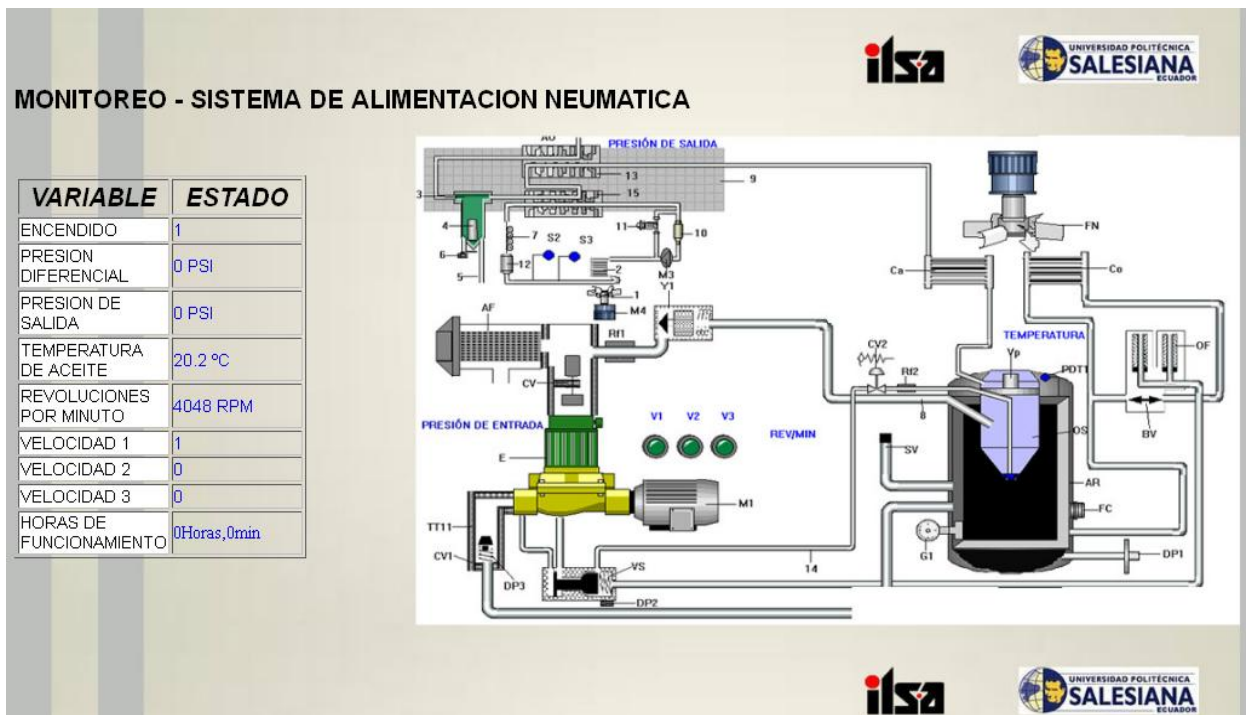 ilsa
UNIVERSIDAD POLITÉCNICA
SALESIANA
ECUADOR
MONITOREO - SISTEMA DE ALIMENTACION NEUMATICA
VARIABLE ESTADO
ENCENDIDO 1
PRESION
DIFERENCIAL 0 PSI
PRESION DE
SALIDA 0 PSI
TEMPERATURA
DE ACEITE 20.2 ºC
REVOLUCIONES
POR MINUTO 4048 RPM
VELOCIDAD 1 1
VELOCIDAD 2 0
VELOCIDAD 3 0
HORAS DE
FUNCIONAMIENTO 0Horas,0min
PRESIÓN DE SALIDA
13
9
15
3
4
11
10
7
S2
S3
FN
6
12
2
5
M3
Ca
Co
Y1
1
AF
M4
Rf1
CV2
TEMPERATURA
OF
Vp
PDT1
Rf2
CV
8
V1 V2 V3
PRESIÓN DE ENTRADA
REV/MIN
OS
BV
E
SV
AR
M1
FC
TT11
G1
CV1
DP1
14
VS
DP3
DP2
ilsa
UNIVERSIDAD POLITÉCNICA
SALESIANA
ECUADOR